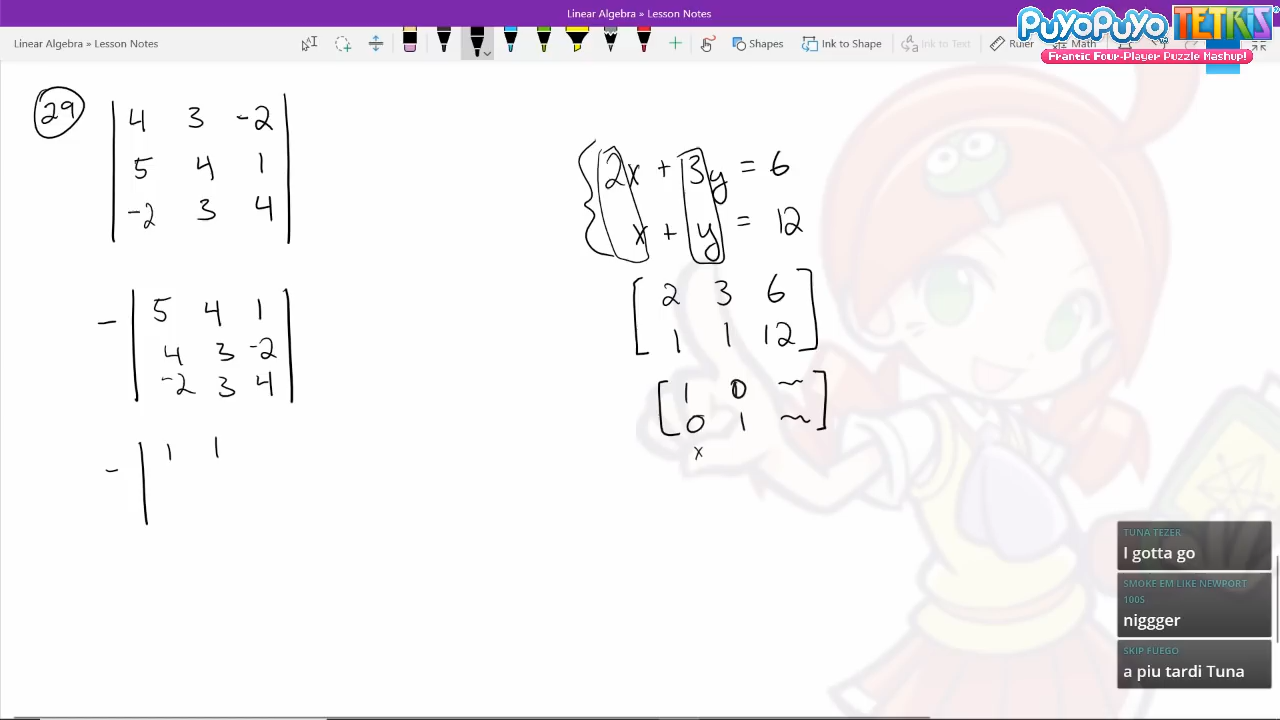 Linear Algebra » Lesson Notes
Linear Algebra » Lesson Notes
Shapes
Ink to Shape
Ink to Text
Ruler
Math
PUYOPUYO TETRIS
Frantic Four-Player Puzzle Mashup!
29
4 3 -2
5 4 1
-2 3 4
- 5 4 1
4 3 -2
-2 3 4
- 1 1
2x + 3y = 6
x + y = 12
2 3 6
1 1 12
1 0 ~
0 1 ~
x
TUNA TEZER
I gotta go
SMOKE EM LIKE NEWPORT
100S
niggger
SKIP FUEGO
a piu tardi Tuna